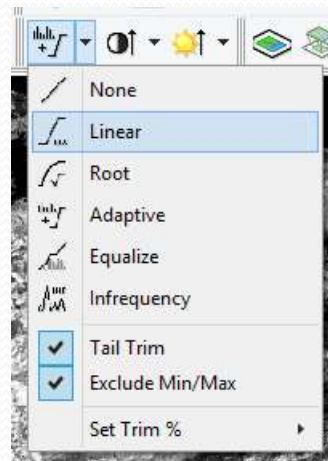 None
Linear
Root
Adaptive
Equalize
Infrequency
Tail Trim
Exclude Min/Max
Set Trim %